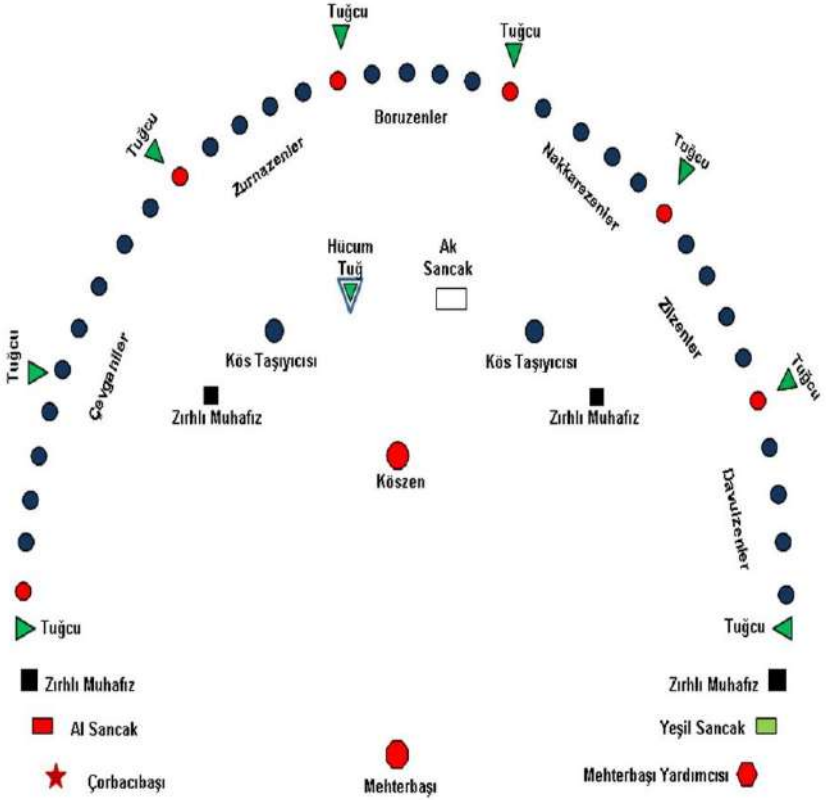 Tuğcu
Tuğcu
Tuğcu
Boruzenler
Tuğcu
Zurnazenler
Nakkarezenler
Hücum
Tuğ
Ak
Sancak
Zilzenler
Tuğcu
Çevganiler
Kös Taşıyıcısı
Kös Taşıyıcısı
Tuğcu
Zırhlı Muhafız
Zırhlı Muhafız
Köszen
Davulzenler
Tuğcu
Tuğcu
Zırhlı Muhafız
Zırhlı Muhafız
Al Sancak
Yeşil Sancak
Çorbacıbaşı
Mehterbaşı
Mehterbaşı Yardımcısı